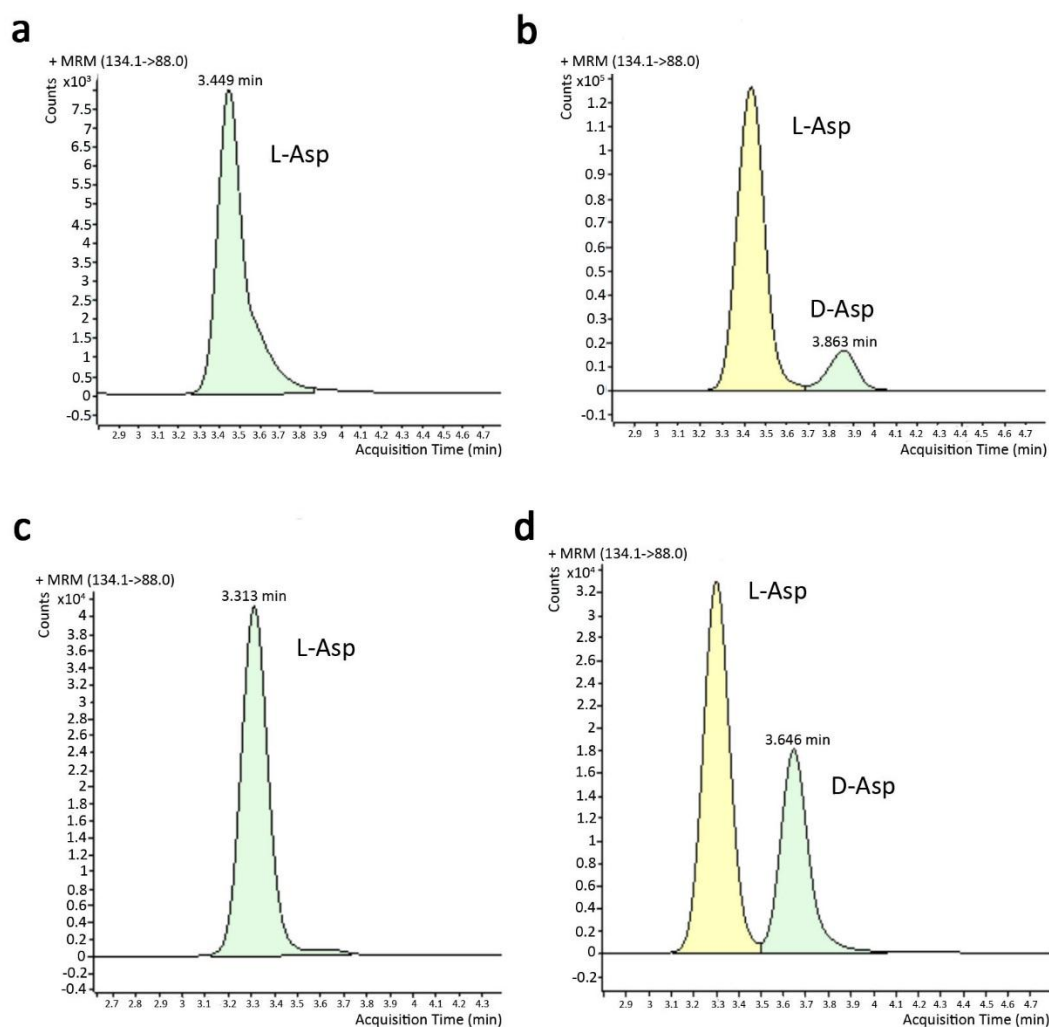 a
+ MRM (134.1->88.0)
Counts
x10³
3.449 min
L-Asp
7.5
7
6.5
6
5.5
5
4.5
4
3.5
3
2.5
2
1.5
1
0.5
0
-0.5
2.9 3 3.1 3.2 3.3 3.4 3.5 3.6 3.7 3.8 3.9 4 4.1 4.2 4.3 4.4 4.5 4.6 4.7
Acquisition Time (min)
b
+ MRM (134.1->88.0)
Counts
x10⁵
L-Asp
D-Asp
3.863 min
1.2
1.1
1
0.9
0.8
0.7
0.6
0.5
0.4
0.3
0.2
0.1
0
-0.1
2.9 3 3.1 3.2 3.3 3.4 3.5 3.6 3.7 3.8 3.9 4 4.1 4.2 4.3 4.4 4.5 4.6 4.7
Acquisition Time (min)
c
+ MRM (134.1->88.0)
Counts
x10⁴
3.313 min
L-Asp
4
3.8
3.6
3.4
3.2
3
2.8
2.6
2.4
2.2
2
1.8
1.6
1.4
1.2
1
0.8
0.6
0.4
0.2
0
-0.2
-0.4
2.7 2.8 2.9 3 3.1 3.2 3.3 3.4 3.5 3.6 3.7 3.8 3.9 4 4.1 4.2 4.3
Acquisition Time (min)
d
+ MRM (134.1->88.0)
Counts
x10⁴
L-Asp
3.646 min
D-Asp
3.2
3
2.8
2.6
2.4
2.2
2
1.8
1.6
1.4
1.2
1
0.8
0.6
0.4
0.2
0
-0.2
2.9 3 3.1 3.2 3.3 3.4 3.5 3.6 3.7 3.8 3.9 4 4.1 4.2 4.3 4.4 4.5 4.6 4.7
Acquisition Time (min)